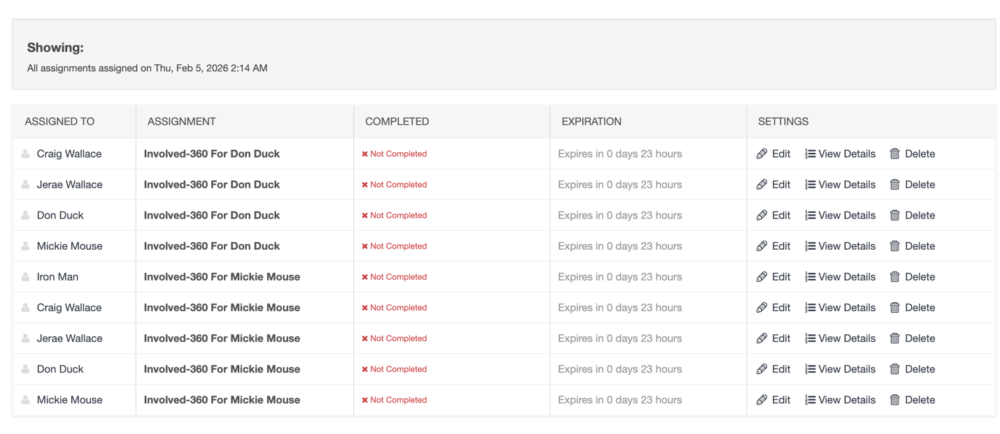 Showing:
All assignments assigned on Thu, Feb 5, 2026 2:14 AM
ASSIGNED TO ASSIGNMENT COMPLETED EXPIRATION SETTINGS
Craig Wallace Involved-360 For Don Duck Not Completed Expires in 0 days 23 hours Edit View Details Delete
Jerae Wallace Involved-360 For Don Duck Not Completed Expires in 0 days 23 hours Edit View Details Delete
Don Duck Involved-360 For Don Duck Not Completed Expires in 0 days 23 hours Edit View Details Delete
Mickie Mouse Involved-360 For Don Duck Not Completed Expires in 0 days 23 hours Edit View Details Delete
Iron Man Involved-360 For Mickie Mouse Not Completed Expires in 0 days 23 hours Edit View Details Delete
Craig Wallace Involved-360 For Mickie Mouse Not Completed Expires in 0 days 23 hours Edit View Details Delete
Jerae Wallace Involved-360 For Mickie Mouse Not Completed Expires in 0 days 23 hours Edit View Details Delete
Don Duck Involved-360 For Mickie Mouse Not Completed Expires in 0 days 23 hours Edit View Details Delete
Mickie Mouse Involved-360 For Mickie Mouse Not Completed Expires in 0 days 23 hours Edit View Details Delete